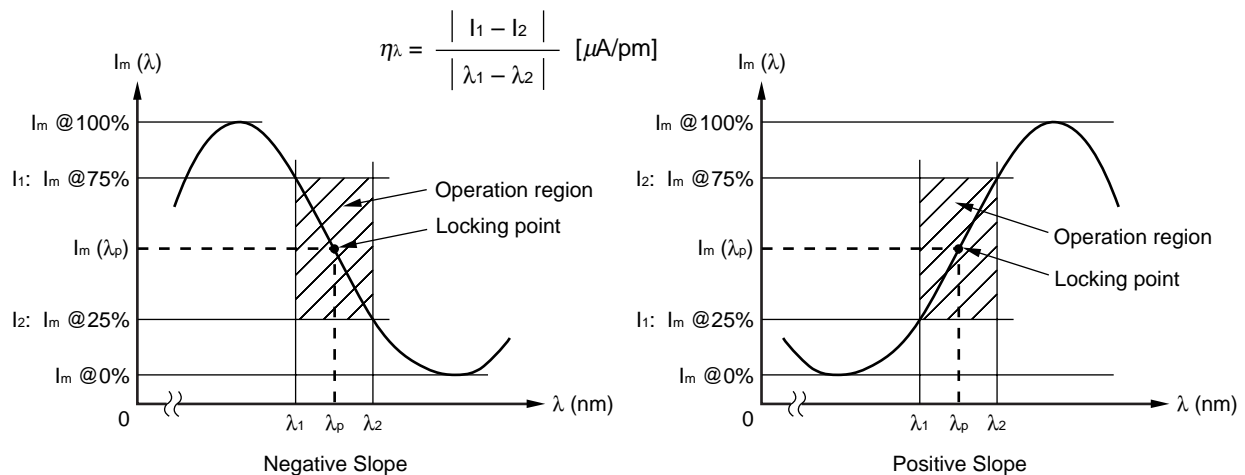 ηλ = | I1 – I2 | / | λ1 – λ2 | [μA/pm]
Im (λ)
Im @100%
I1: Im @75%
Im (λp)
I2: Im @25%
Im @0%
0
Operation region
Locking point
λ1 λp λ2
λ (nm)
Negative Slope
Im (λ)
Im @100%
I2: Im @75%
Im (λp)
I1: Im @25%
Im @0%
0
Operation region
Locking point
λ1 λp λ2
λ (nm)
Positive Slope